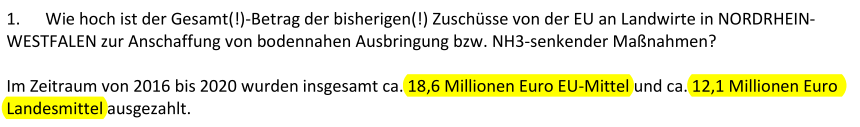 1. Wie hoch ist der Gesamt(!)-Betrag der bisherigen(!) Zuschüsse von der EU an Landwirte in NORDRHEIN-
WESTFALEN zur Anschaffung von bodennahen Ausbringung bzw. NH3-senkender Maßnahmen?
Im Zeitraum von 2016 bis 2020 wurden insgesamt ca. 18,6 Millionen Euro EU-Mittel und ca. 12,1 Millionen Euro
Landesmittel ausgezahlt.